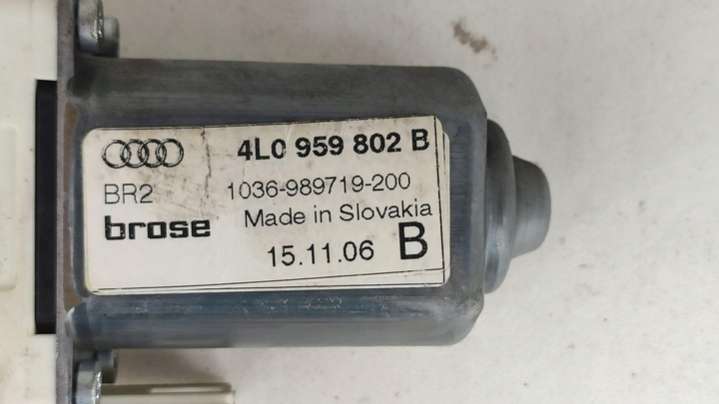 4L0 959 802 B
BR2 1036-989719-200
brose Made in Slovakia
15.11.06 B